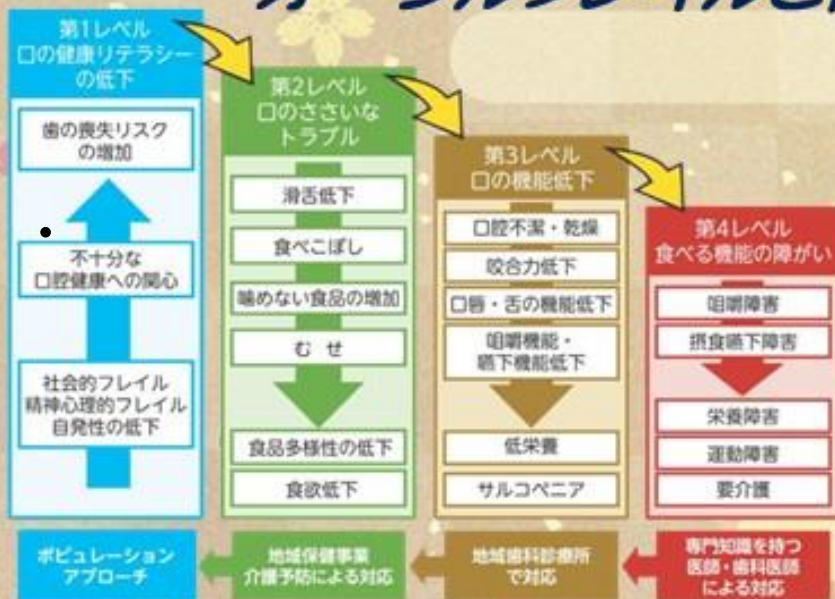 第1レベル
口の健康リテラシー
の低下
歯の喪失リスク
の増加
不十分な
口腔健康への関心
社会的フレイル
精神心理的フレイル
自発性の低下
ポピュレーション
アプローチ
第2レベル
口のささいな
トラブル
滑舌低下
食べこぼし
噛めない食品の増加
むせ
食品多様性の低下
食欲低下
地域保健事業
介護予防による対応
第3レベル
口の機能低下
口腔不潔・乾燥
咬合力低下
口唇・舌の機能低下
咀嚼機能・
嚥下機能低下
低栄養
サルコペニア
地域歯科診療所
で対応
第4レベル
食べる機能の障がい
咀嚼障害
摂食嚥下障害
栄養障害
運動障害
要介護
専門知識を持つ
医師・歯科医師
による対応